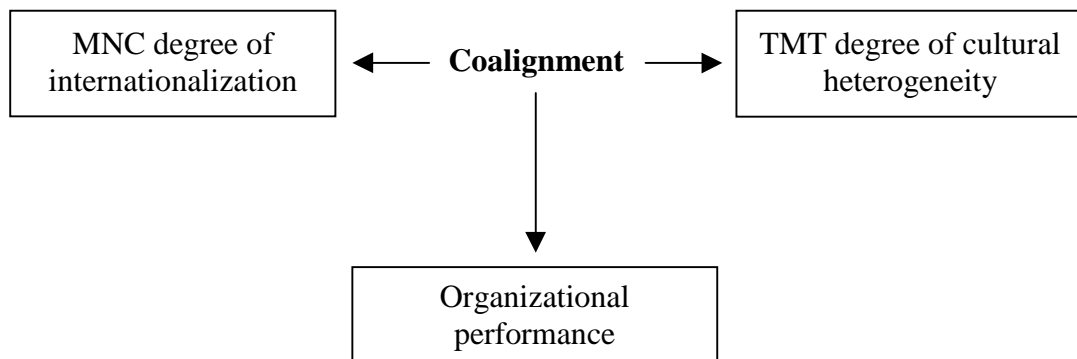 MNC degree of
internationalization
Coalignment
TMT degree of cultural
heterogeneity
Organizational
performance